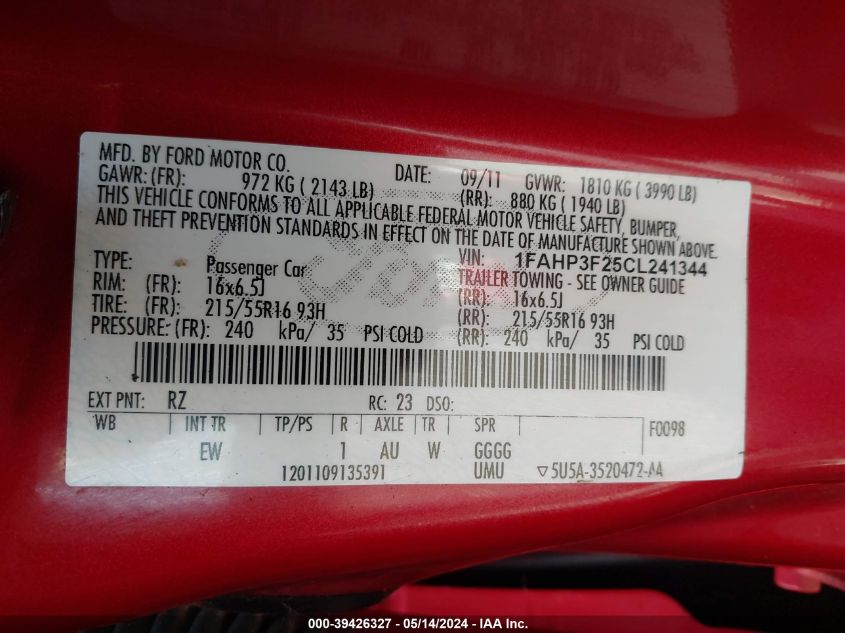 MFD. BY FORD MOTOR CO.
DATE: 09/11 GVWR: 1810 KG ( 3990 LB)
GAWR: (FR): 972 KG ( 2143 LB) (RR): 880 KG ( 1940 LB)
THIS VEHICLE CONFORMS TO ALL APPLICABLE FEDERAL MOTOR VEHICLE SAFETY, BUMPER,
AND THEFT PREVENTION STANDARDS IN EFFECT ON THE DATE OF MANUFACTURE SHOWN ABOVE.
VIN: 1FAHP3F25CL241344
TYPE: Passenger Car TRAILER TOWING - SEE OWNER GUIDE
RIM: (FR): 16x6.5J (RR): 16x6.5J
TIRE: (FR): 215/55R16 93H (RR): 215/55R16 93H
PRESSURE: (FR): 240 kPa/ 35 PSI COLD (RR): 240 kPa/ 35 PSI COLD
EXT PNT: RZ RC: 23 DSO:
WB INT TR TP/PS R AXLE TR SPR F0098
EW 1 AU W GGGG
1201109135391 UMU ▽5U5A-3520472-AA
Ford
000-39426327 - 05/14/2024 - IAA Inc.